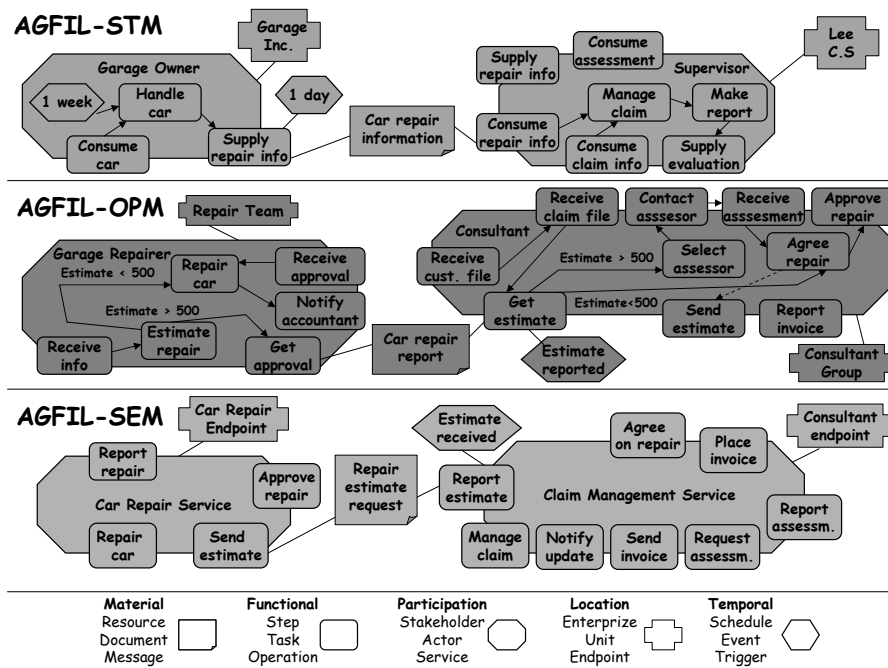 AGFIL-STM
Garage
Inc.
Garage Owner
1 week
Handle
car
1 day
Consume
car
Supply
repair info
Car repair
information
Supply
repair info
Consume
assessment
Supervisor
Lee
C.S
Manage
claim
Make
report
Consume
repair info
Consume
claim info
Supply
evaluation
AGFIL-OPM
Repair Team
Garage Repairer
Estimate < 500
Repair
car
Receive
approval
Estimate > 500
Notify
accountant
Receive
info
Estimate
repair
Get
approval
Car repair
report
Consultant
Receive
claim file
Contact
asssesor
Receive
asssesment
Approve
repair
Receive
cust. file
Estimate > 500
Select
assessor
Agree
repair
Get
estimate
Estimate<500
Send
estimate
Report
invoice
Estimate
reported
Consultant
Group
AGFIL-SEM
Car Repair
Endpoint
Report
repair
Approve
repair
Car Repair Service
Repair
car
Send
estimate
Repair
estimate
request
Estimate
received
Report
estimate
Agree
on repair
Place
invoice
Consultant
endpoint
Claim Management Service
Report
assessm.
Manage
claim
Notify
update
Send
invoice
Request
assessm.
Material
Resource
Document
Message
Functional
Step
Task
Operation
Participation
Stakeholder
Actor
Service
Location
Enterprize
Unit
Endpoint
Temporal
Schedule
Event
Trigger